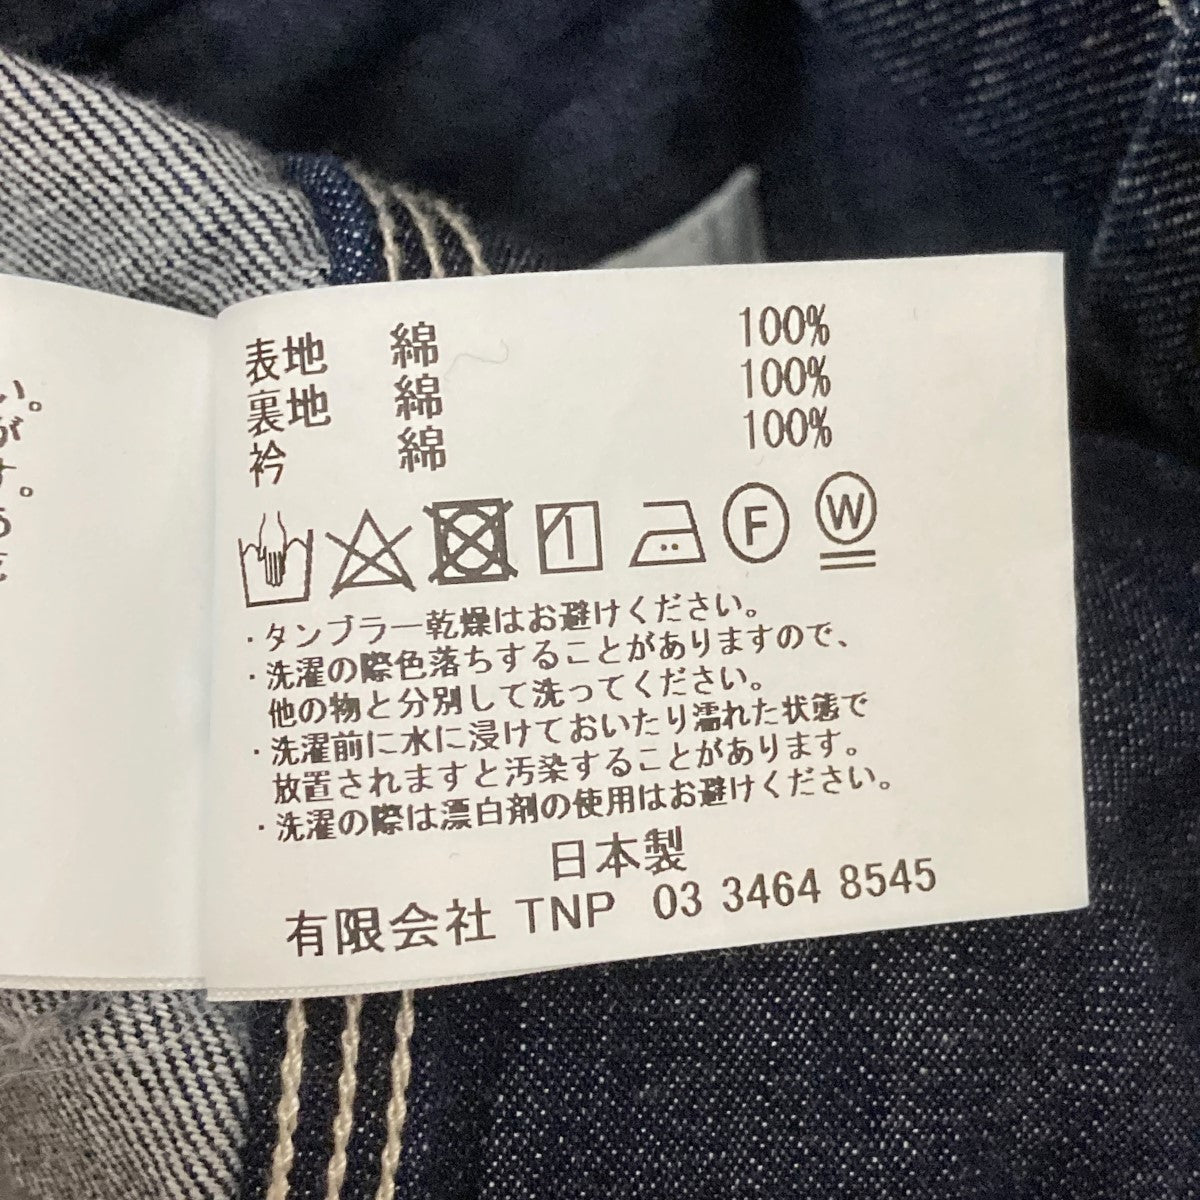 表地 綿 100%
裏地 綿 100%
衿 綿 100%
F W
・タンブラー乾燥はお避けください。
・洗濯の際色落ちすることがありますので、
他の物と分別して洗ってください。
・洗濯前に水に浸けておいたり濡れた状態で
放置されますと汚染することがあります。
・洗濯の際は漂白剤の使用はお避けください。
日本製
有限会社 TNP 03 3464 8545
い。
が
す。